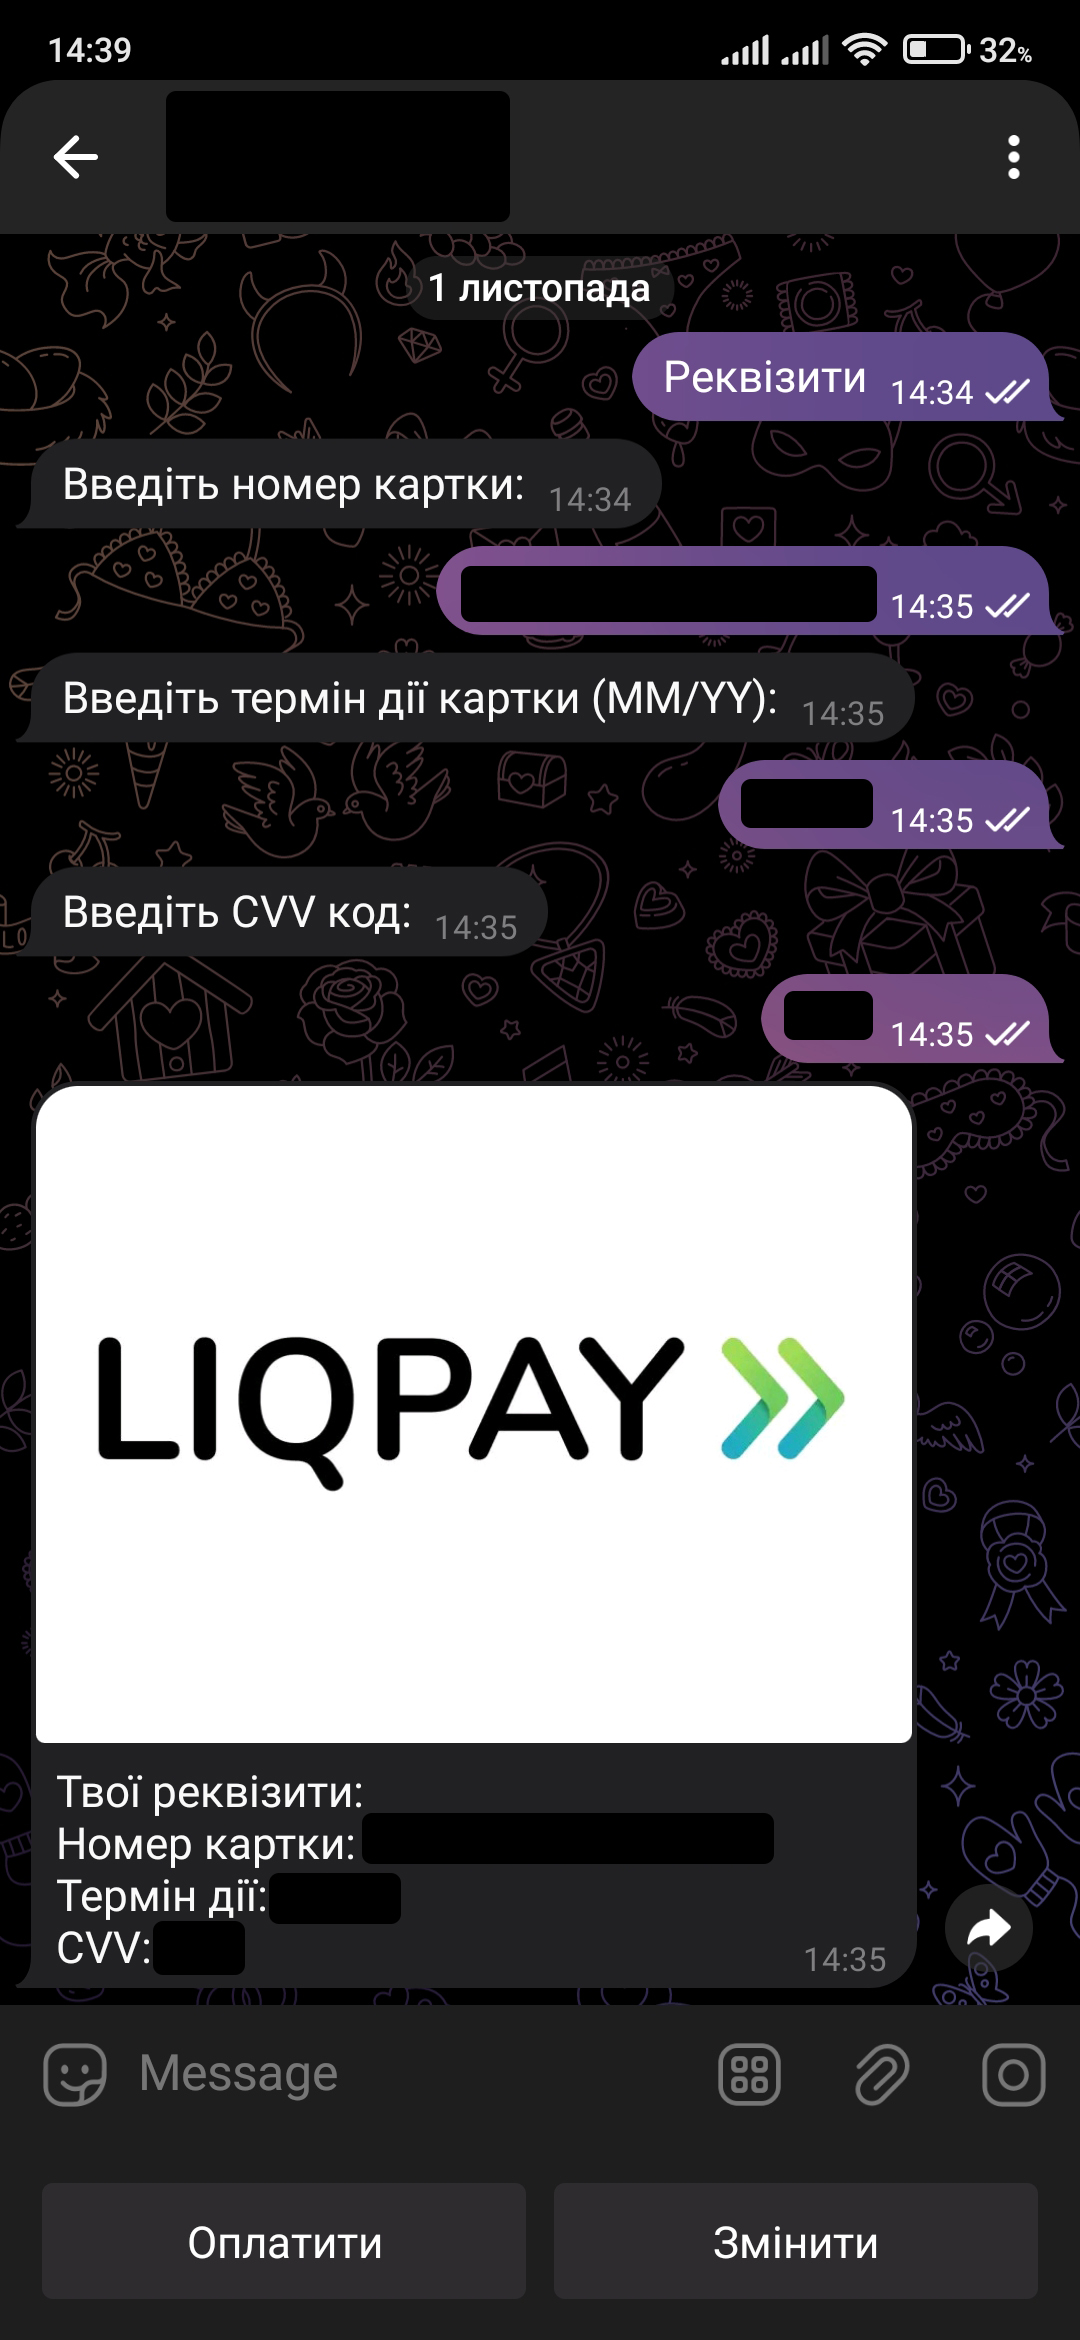 14:39
32%
1 листопада
Реквізити 14:34
Введіть номер картки: 14:34
14:35
Введіть термін дії картки (MM/YY): 14:35
14:35
Введіть CVV код: 14:35
14:35
LIQPAY
Твої реквізити:
Номер картки:
Термін дії:
CVV:
14:35
Message
Оплатити
Змінити